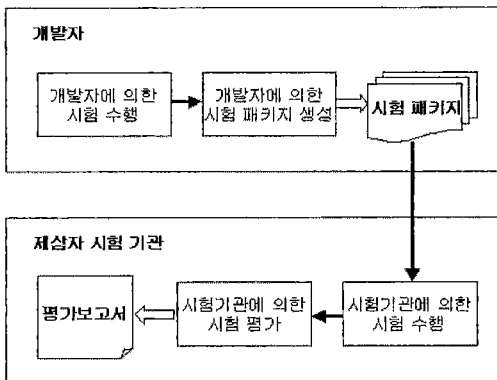 개발자
개발자에 의한
시험 수행
개발자에 의한
시험 패키지 생성
시험 패키지
제삼자 시험 기관
평가보고서
시험기관에 의한
시험 평가
시험기관에 의한
시험 수행